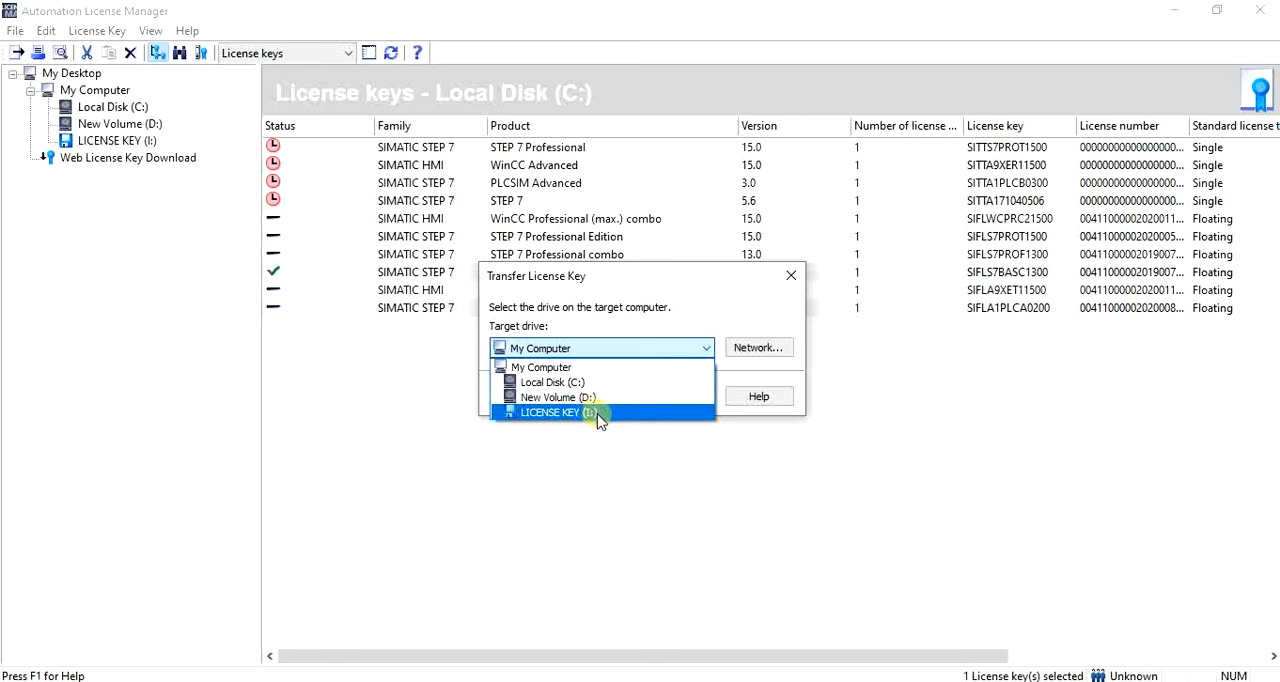 Automation License Manager
File Edit License Key View Help
License keys
My Desktop
My Computer
Local Disk (C:)
New Volume (D:)
LICENSE KEY (I:)
Web License Key Download
License keys - Local Disk (C:)
Status Family Product Version Number of license ... License key License number Standard license t
SIMATIC STEP 7 STEP 7 Professional 15.0 1 SITTS7PROT1500 00000000000000000... Single
SIMATIC HMI WinCC Advanced 15.0 1 SITTA9XER11500 00000000000000000... Single
SIMATIC STEP 7 PLCSIM Advanced 3.0 1 SITTA1PLCB0300 00000000000000000... Single
SIMATIC STEP 7 STEP 7 5.6 1 SITTA171040506 00000000000000000... Single
SIMATIC HMI WinCC Professional (max.) combo 15.0 1 SIFLWCPRC21500 00411000002020011... Floating
SIMATIC STEP 7 STEP 7 Professional Edition 15.0 1 SIFLS7PROT1500 00411000002020005... Floating
SIMATIC STEP 7 STEP 7 Professional combo 13.0 1 SIFLS7PROF1300 00411000002019007... Floating
SIMATIC STEP 7 1 SIFLS7BASC1300 00411000002019007... Floating
SIMATIC HMI 1 SIFLA9XET11500 00411000002020011... Floating
SIMATIC STEP 7 1 SIFLA1PLCA0200 00411000002020008... Floating
Transfer License Key
Select the drive on the target computer.
Target drive:
My Computer Network...
My Computer
Local Disk (C:)
New Volume (D:)
Help
LICENSE KEY (I:)
Press F1 for Help 1 License key(s) selected Unknown NUM